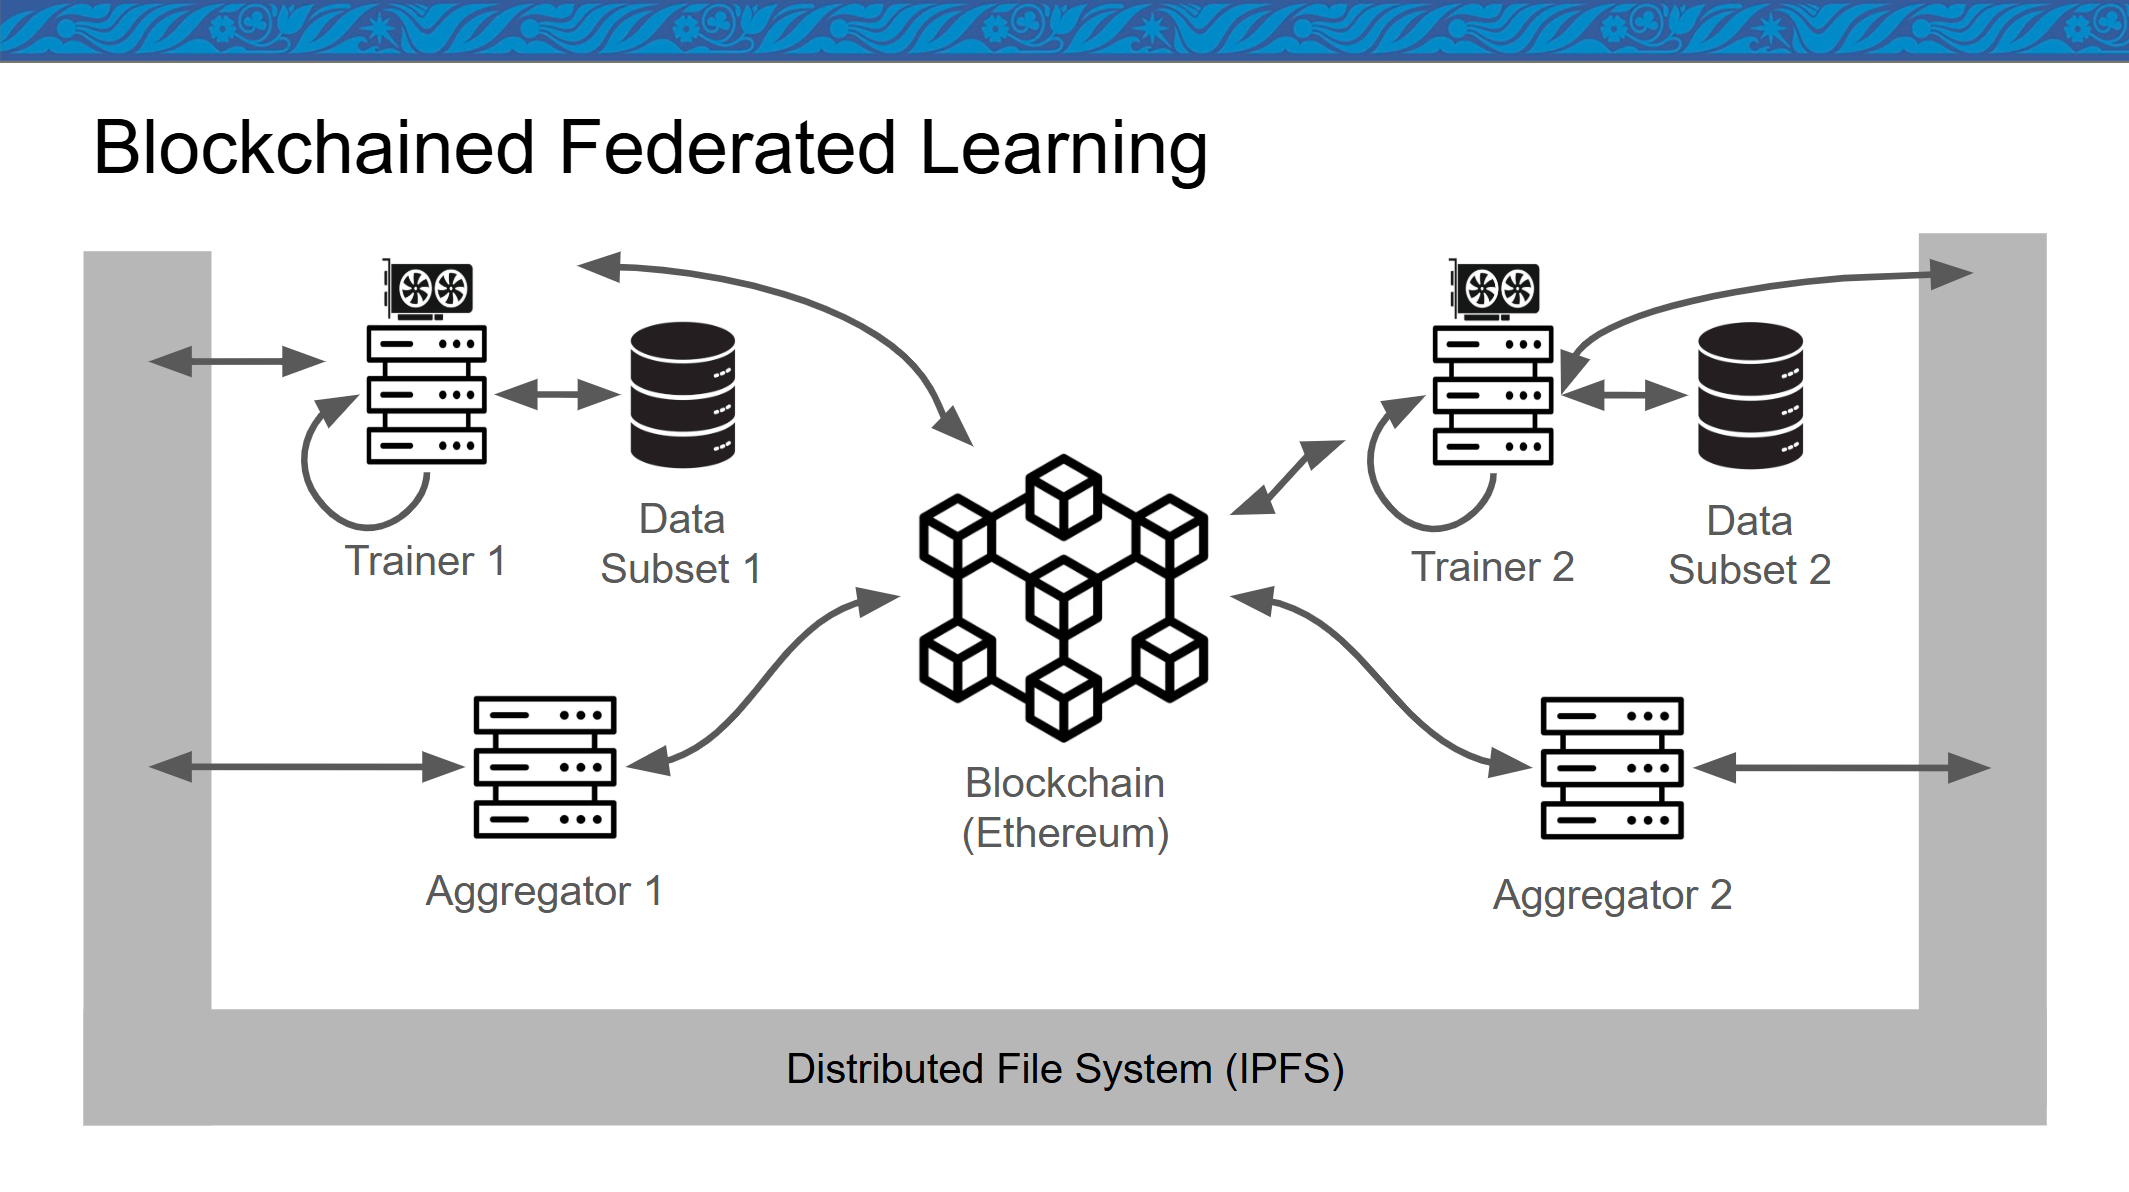 Blockchained Federated Learning
Trainer 1
Data
Subset 1
Trainer 2
Data
Subset 2
Blockchain
(Ethereum)
Aggregator 1
Aggregator 2
Distributed File System (IPFS)